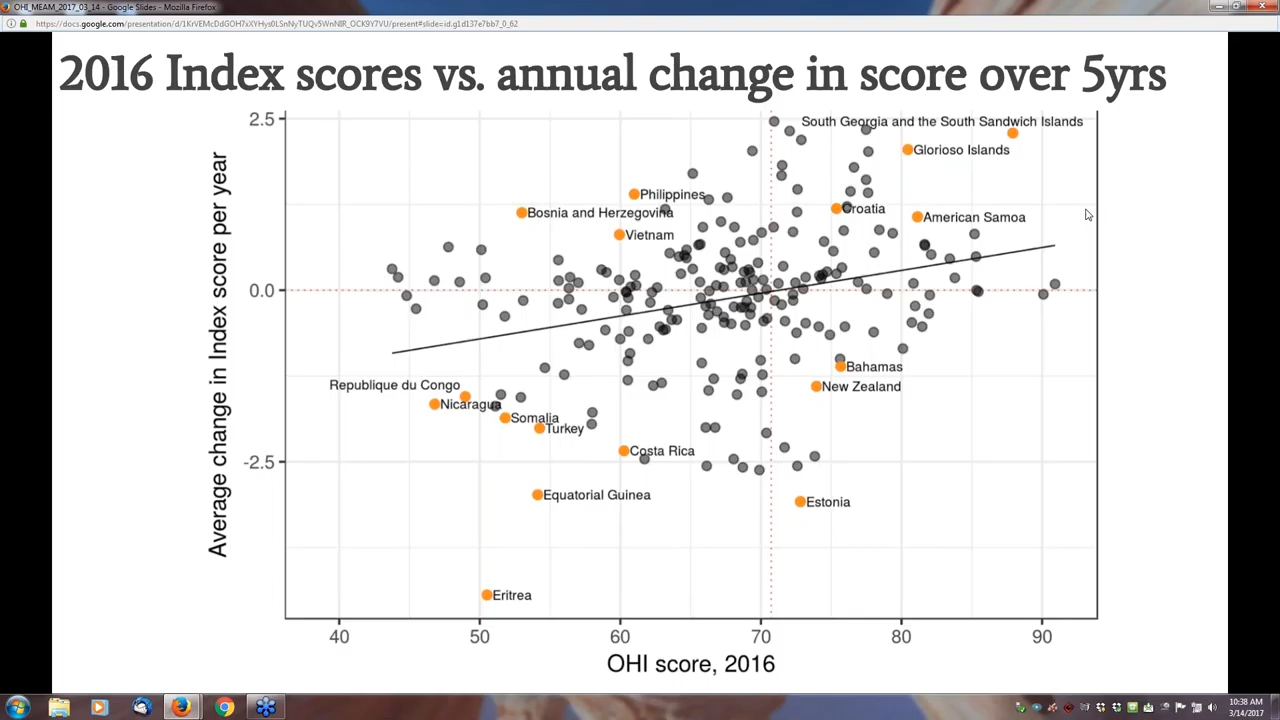 OHI_MEAM_2017_03_14 - Google Slides - Mozilla Firefox
2016 Index scores vs. annual change in score over 5yrs
Average change in Index score per year
2.5
0.0
-2.5
South Georgia and the South Sandwich Islands
Glorioso Islands
Philippines
Bosnia and Herzegovina
Croatia
American Samoa
Vietnam
Bahamas
Republique du Congo
New Zealand
Nicaragua
Somalia
Turkey
Costa Rica
Equatorial Guinea
Estonia
Eritrea
40 50 60 70 80 90
OHI score, 2016
10:38 AM
3/14/2017